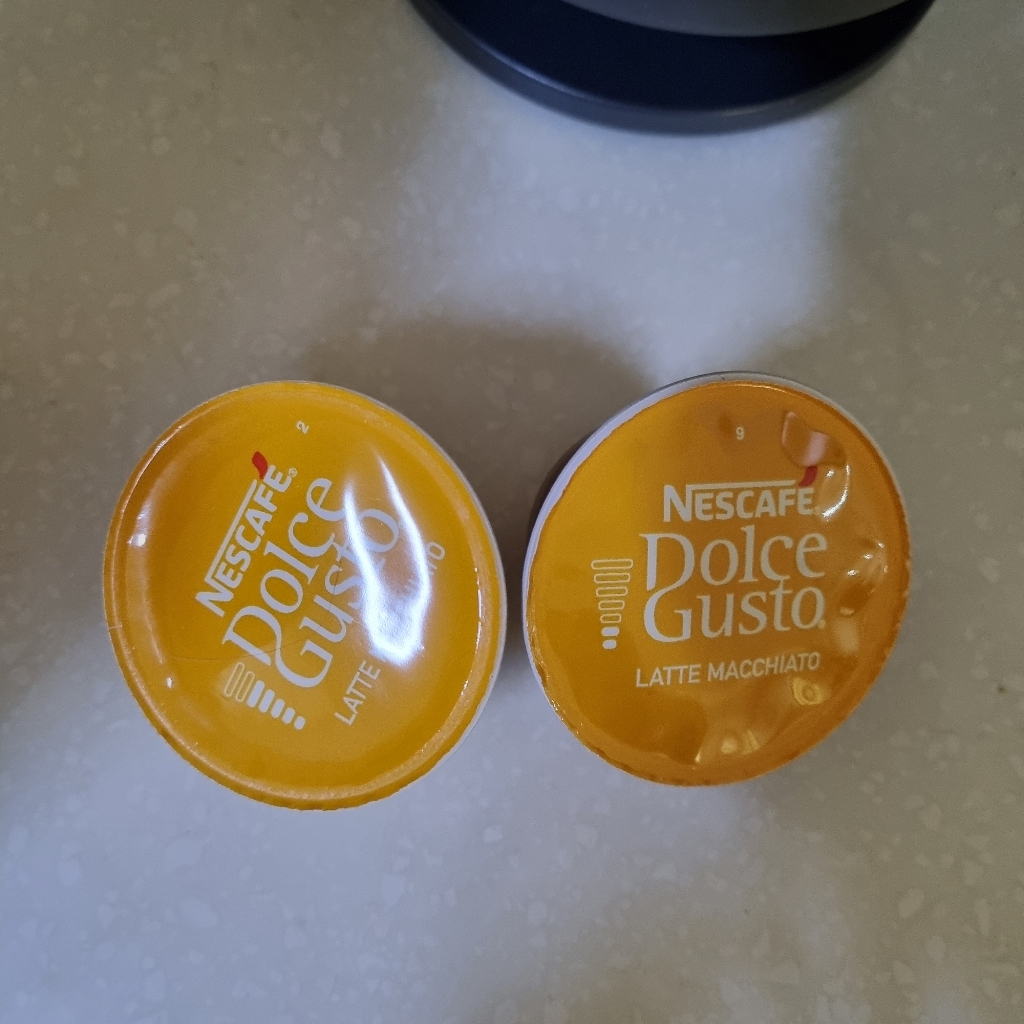 2
NESCAFÉ®
Dolce
Gusto
LATTE
9
NESCAFÉ
Dolce
Gusto
LATTE MACCHIATO